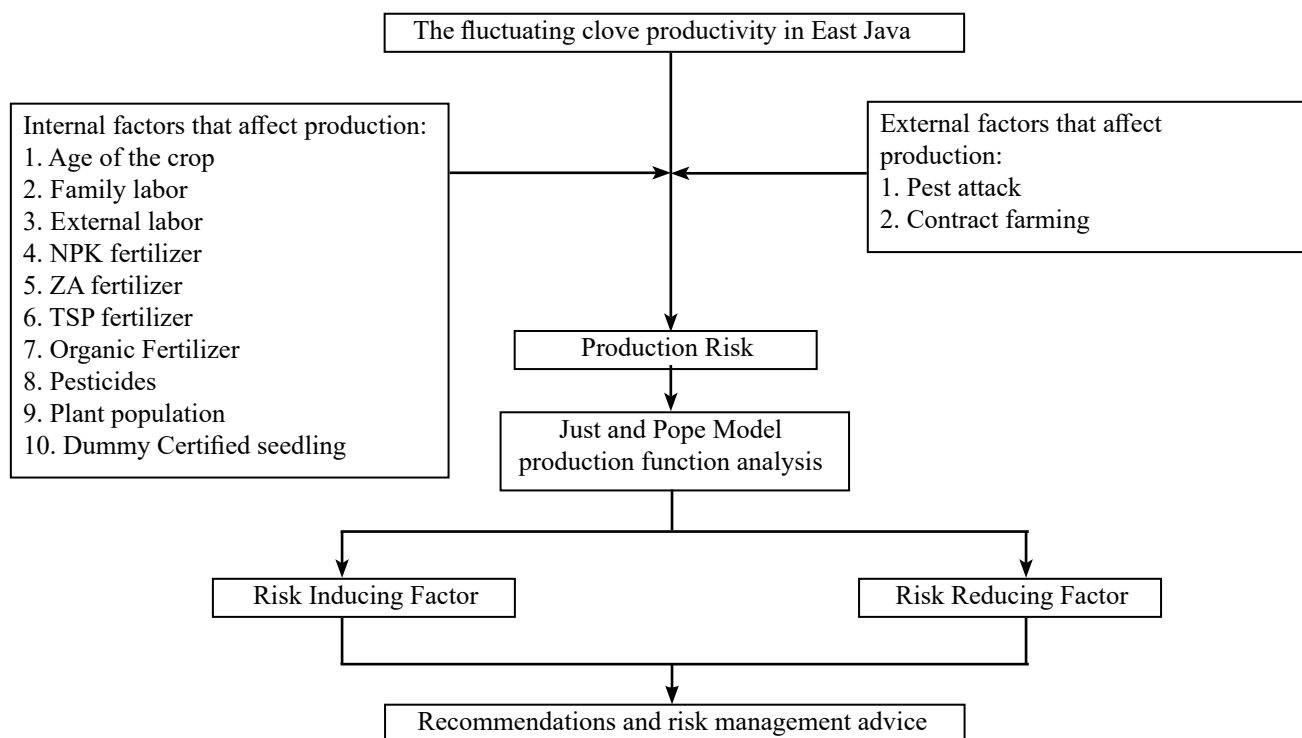 The fluctuating clove productivity in East Java
Internal factors that affect production:
1. Age of the crop
2. Family labor
3. External labor
4. NPK fertilizer
5. ZA fertilizer
6. TSP fertilizer
7. Organic Fertilizer
8. Pesticides
9. Plant population
10. Dummy Certified seedling
External factors that affect
production:
1. Pest attack
2. Contract farming
Production Risk
Just and Pope Model
production function analysis
Risk Inducing Factor
Risk Reducing Factor
Recommendations and risk management advice